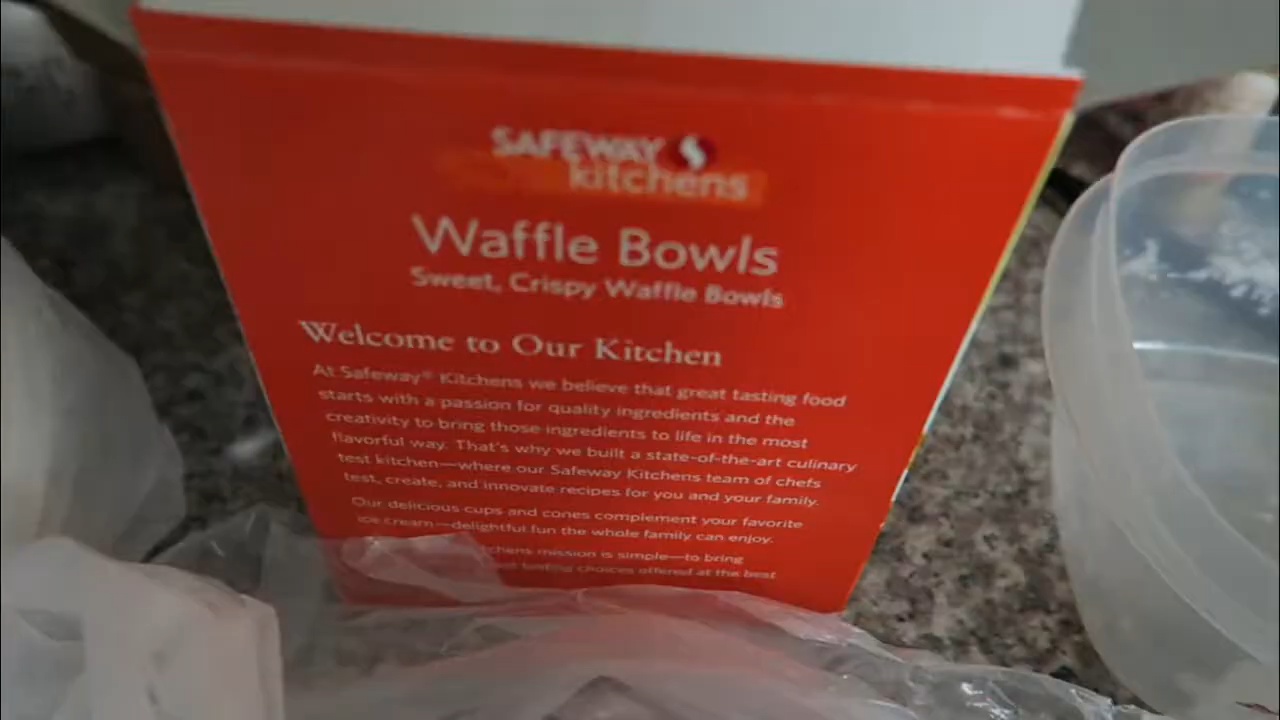 SAFEWAY
kitchens
Waffle Bowls
Sweet, Crispy Waffle Bowls
Welcome to Our Kitchen
At Safeway® Kitchens we believe that great tasting food
starts with a passion for quality ingredients and the
creativity to bring those ingredients to life in the most
flavorful way. That's why we built a state-of-the-art culinary
test kitchen—where our Safeway Kitchens team of chefs
test, create, and innovate recipes for you and your family.
Our delicious cups and cones complement your favorite
ice cream—delightful fun the whole family can enjoy.
mission is simple—to bring
tasting choices offered at the best